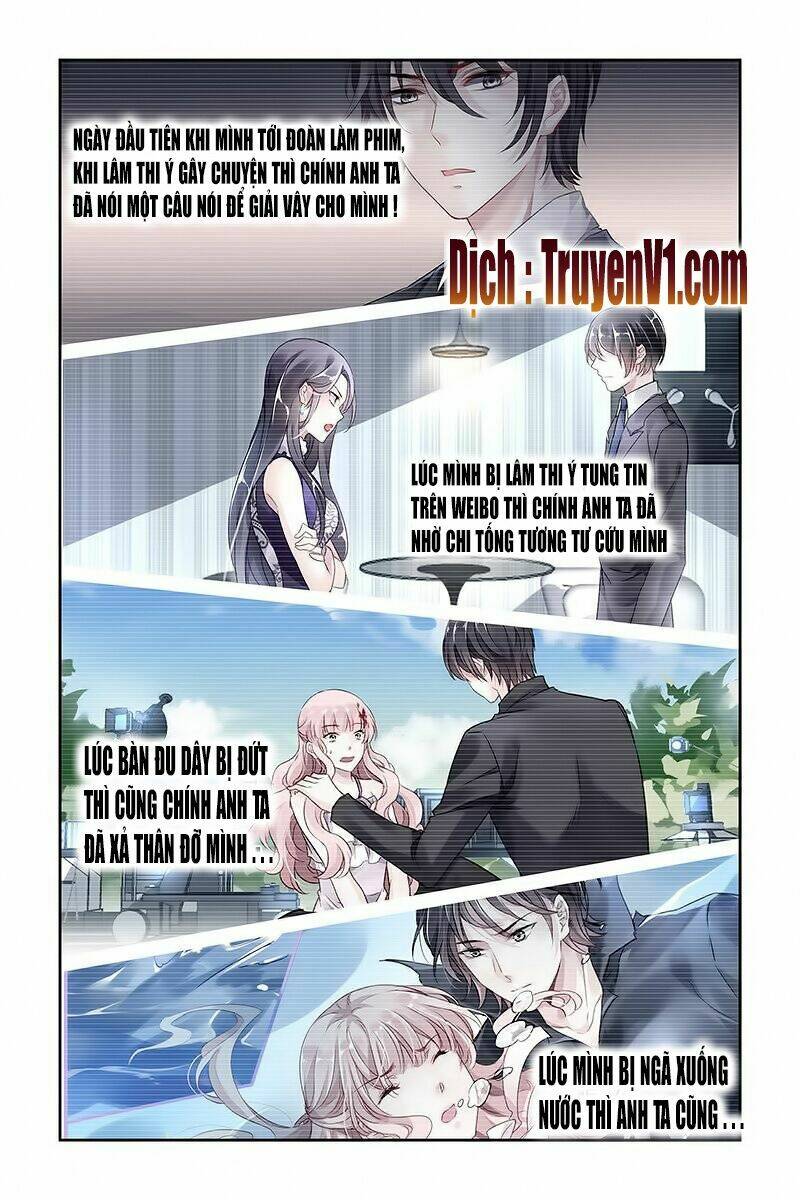 NGÀY ĐẦU TIÊN KHI MÌNH TỚI ĐOÀN LÀM PHIM,
KHI LÂM THI Ý GÂY CHUYỆN THÌ CHÍNH ANH TA
ĐÃ NÓI MỘT CÂU NÓI ĐỂ GIẢI VÂY CHO MÌNH !
Dịch : TruyenV1.com
LÚC MÌNH BỊ LÂM THI Ý TUNG TIN
TRÊN WEIBO THÌ CHÍNH ANH TA ĐÃ
NHỜ CHI TỐNG TƯƠNG TƯ CỨU MÌNH
LÚC BÀN ĐU DÂY BỊ ĐỨT
THÌ CŨNG CHÍNH ANH TA
ĐÃ XẢ THÂN ĐỠ MÌNH . . .
LÚC MÌNH BỊ NGÃ XUỐNG
NƯỚC THÌ ANH TA CŨNG . . .